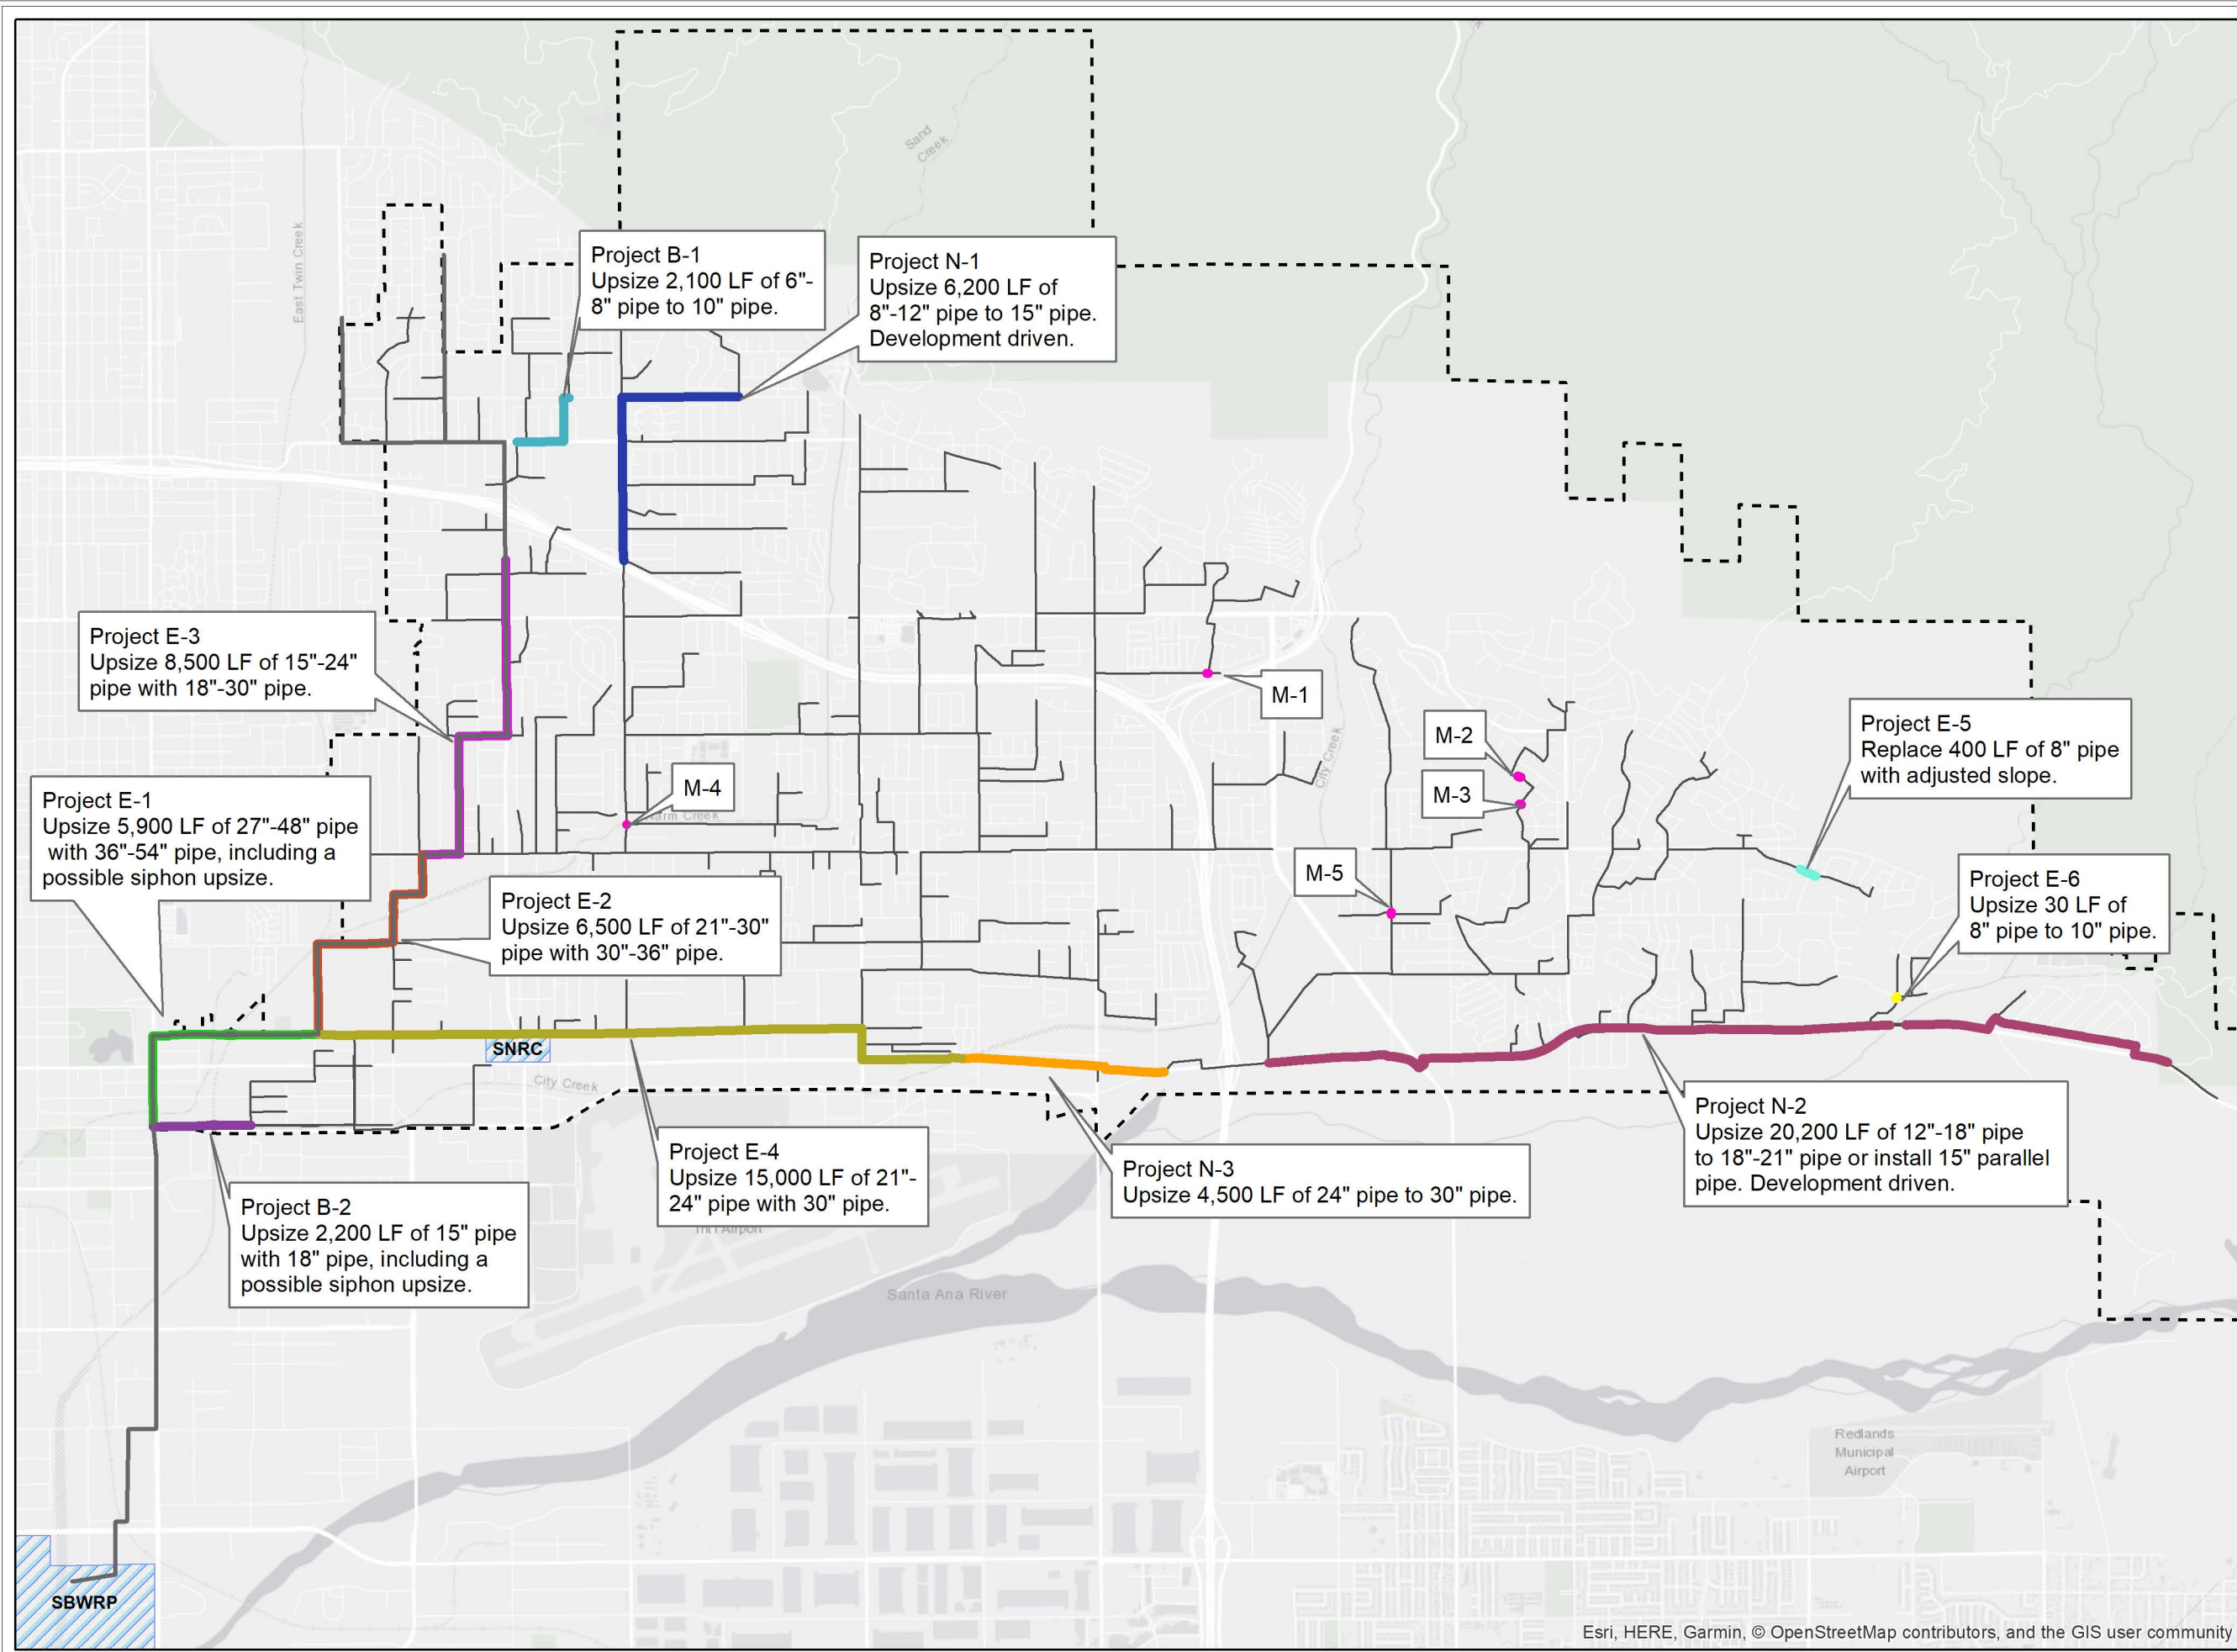 Sand
Creek
East Twin Creek
Project B-1
Upsize 2,100 LF of 6"-
8" pipe to 10" pipe.
Project N-1
Upsize 6,200 LF of
8"-12" pipe to 15" pipe.
Development driven.
Project E-3
Upsize 8,500 LF of 15"-24"
pipe with 18"-30" pipe.
M-1
M-2
M-3
M-4
M-5
City Creek
Project E-5
Replace 400 LF of 8" pipe
with adjusted slope.
Project E-1
Upsize 5,900 LF of 27"-48" pipe
with 36"-54" pipe, including a
possible siphon upsize.
Project E-2
Upsize 6,500 LF of 21"-30"
pipe with 30"-36" pipe.
Project E-6
Upsize 30 LF of
8" pipe to 10" pipe.
SNRC
City Creek
Project N-2
Upsize 20,200 LF of 12"-18" pipe
to 18"-21" pipe or install 15" parallel
pipe. Development driven.
Project E-4
Upsize 15,000 LF of 21"-
24" pipe with 30" pipe.
Project N-3
Upsize 4,500 LF of 24" pipe to 30" pipe.
Project B-2
Upsize 2,200 LF of 15" pipe
with 18" pipe, including a
possible siphon upsize.
Airport
Santa Ana River
Redlands
Municipal
Airport
SBWRP
Esri, HERE, Garmin, © OpenStreetMap contributors, and the GIS user community